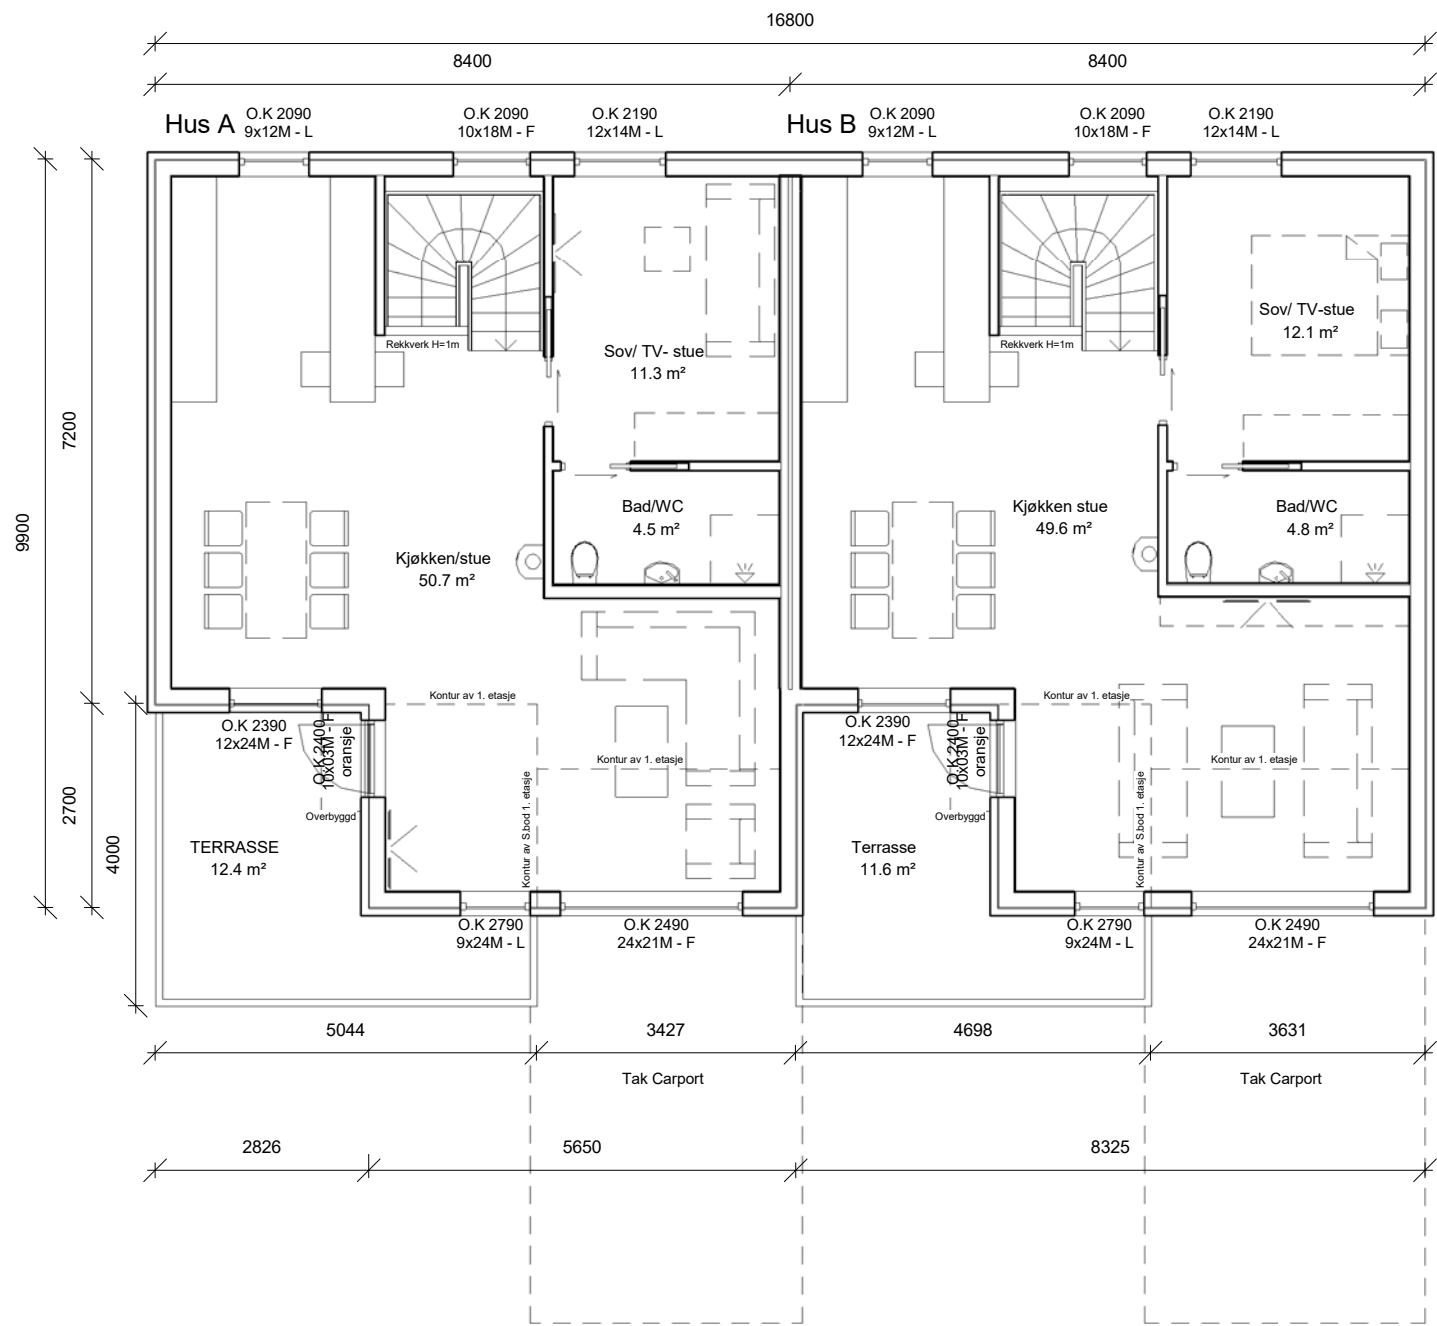 16800
8400
8400
Hus A
O.K 2090
9x12M - L
O.K 2090
10x18M - F
O.K 2190
12x14M - L
Hus B
O.K 2090
9x12M - L
O.K 2090
10x18M - F
O.K 2190
12x14M - L
9900
7200
2700
4000
Rekkverk H=1m
Sov/ TV- stue
11.3 m²
Rekkverk H=1m
Sov/ TV-stue
12.1 m²
Bad/WC
4.5 m²
Kjøkken/stue
50.7 m²
Kjøkken stue
49.6 m²
Bad/WC
4.8 m²
Kontur av 1. etasje
Kontur av 1. etasje
O.K 2390
12x24M - F
O.K 2400
10x03M - F
oransje
Kontur av 1. etasje
Kontur av S.bod 1. etasje
Overbyggd
O.K 2390
12x24M - F
O.K 2400
10x03M - F
oransje
Kontur av 1. etasje
Kontur av S.bod 1. etasje
Overbyggd
TERRASSE
12.4 m²
Terrasse
11.6 m²
O.K 2790
9x24M - L
O.K 2490
24x21M - F
O.K 2790
9x24M - L
O.K 2490
24x21M - F
5044
3427
4698
3631
Tak Carport
Tak Carport
2826
5650
8325